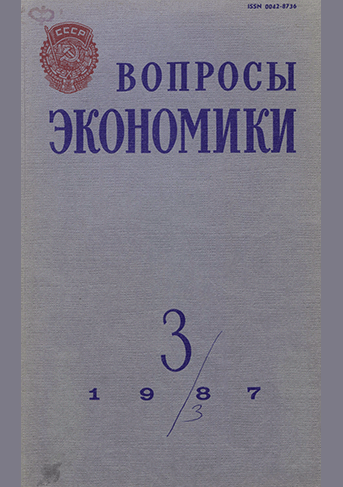 ISSN 0042-8736
СССР
ВОПРОСЫ
ЭКОНОМИКИ
3
1987
3